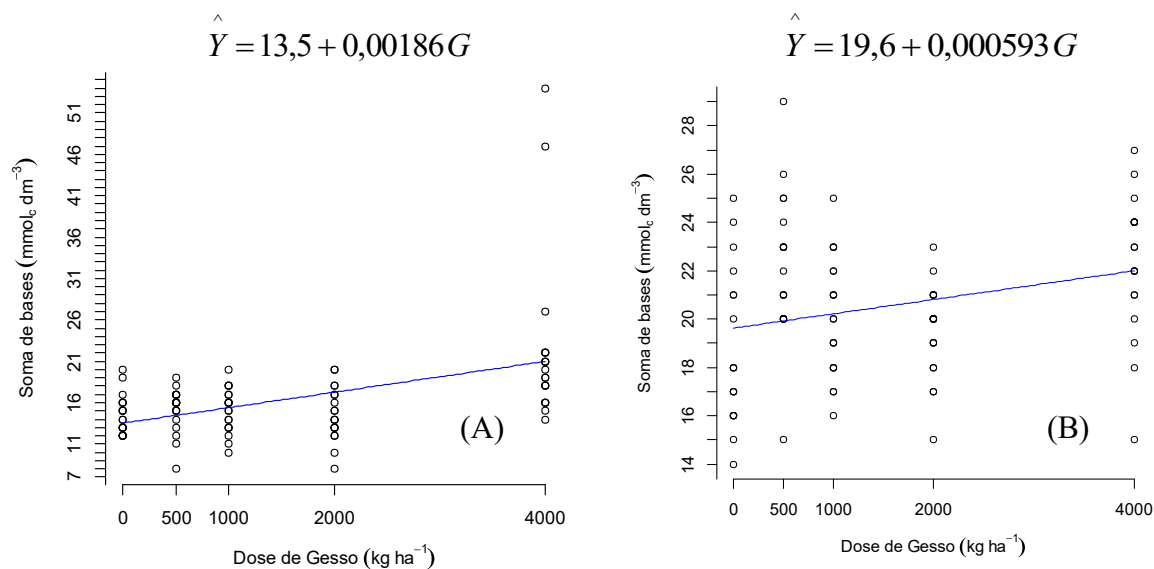 Ŷ = 13,5 + 0,00186G
Soma de bases (mmol_c dm⁻³)
51
46
41
36
31
26
21
16
11
7
(A)
0 500 1000 2000 4000
Dose de Gesso (kg ha⁻¹)
Ŷ = 19,6 + 0,000593G
Soma de bases (mmol_c dm⁻³)
28
26
24
22
20
18
16
14
(B)
0 500 1000 2000 4000
Dose de Gesso (kg ha⁻¹)